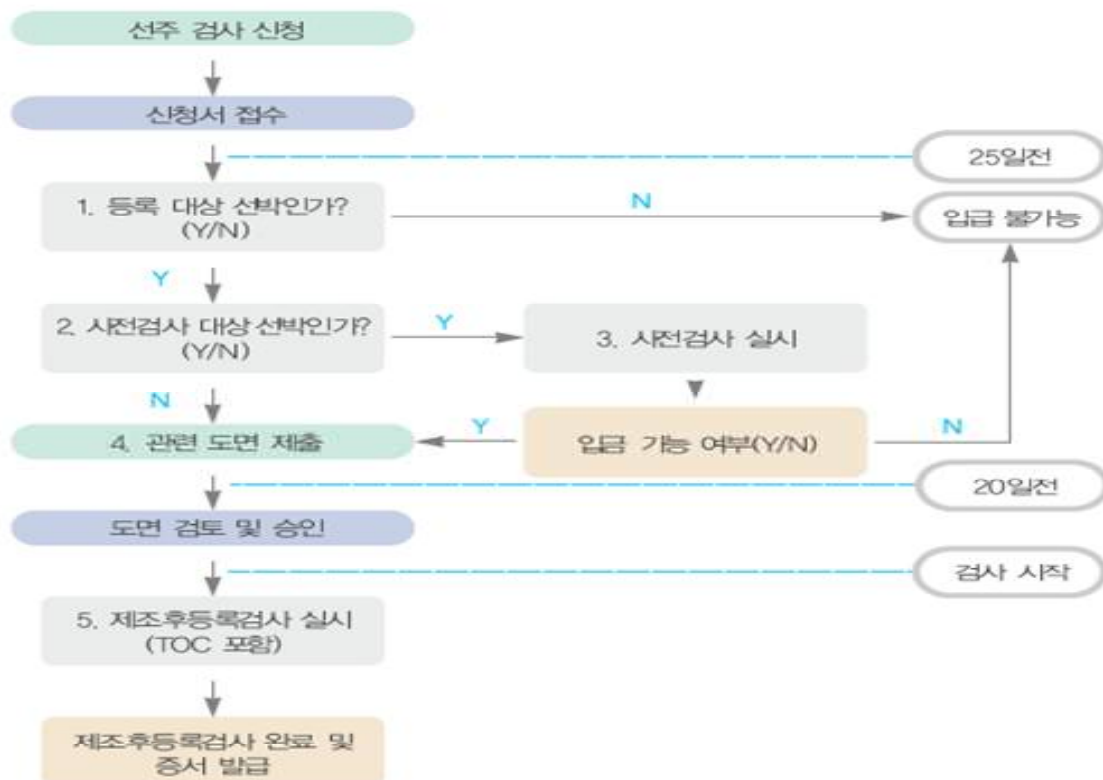 선주 검사 신청
신청서 접수
25일전
1. 등록 대상 선박인가?
(Y/N)
N
입급 불가능
Y
2. 사전검사 대상 선박인가?
(Y/N)
Y
3. 사전검사 실시
N
4. 관련 도면 제출
Y
입급 가능 여부(Y/N)
N
20일전
도면 검토 및 승인
검사 시작
5. 제조후등록검사 실시
(TOC 포함)
제조후등록검사 완료 및
증서 발급